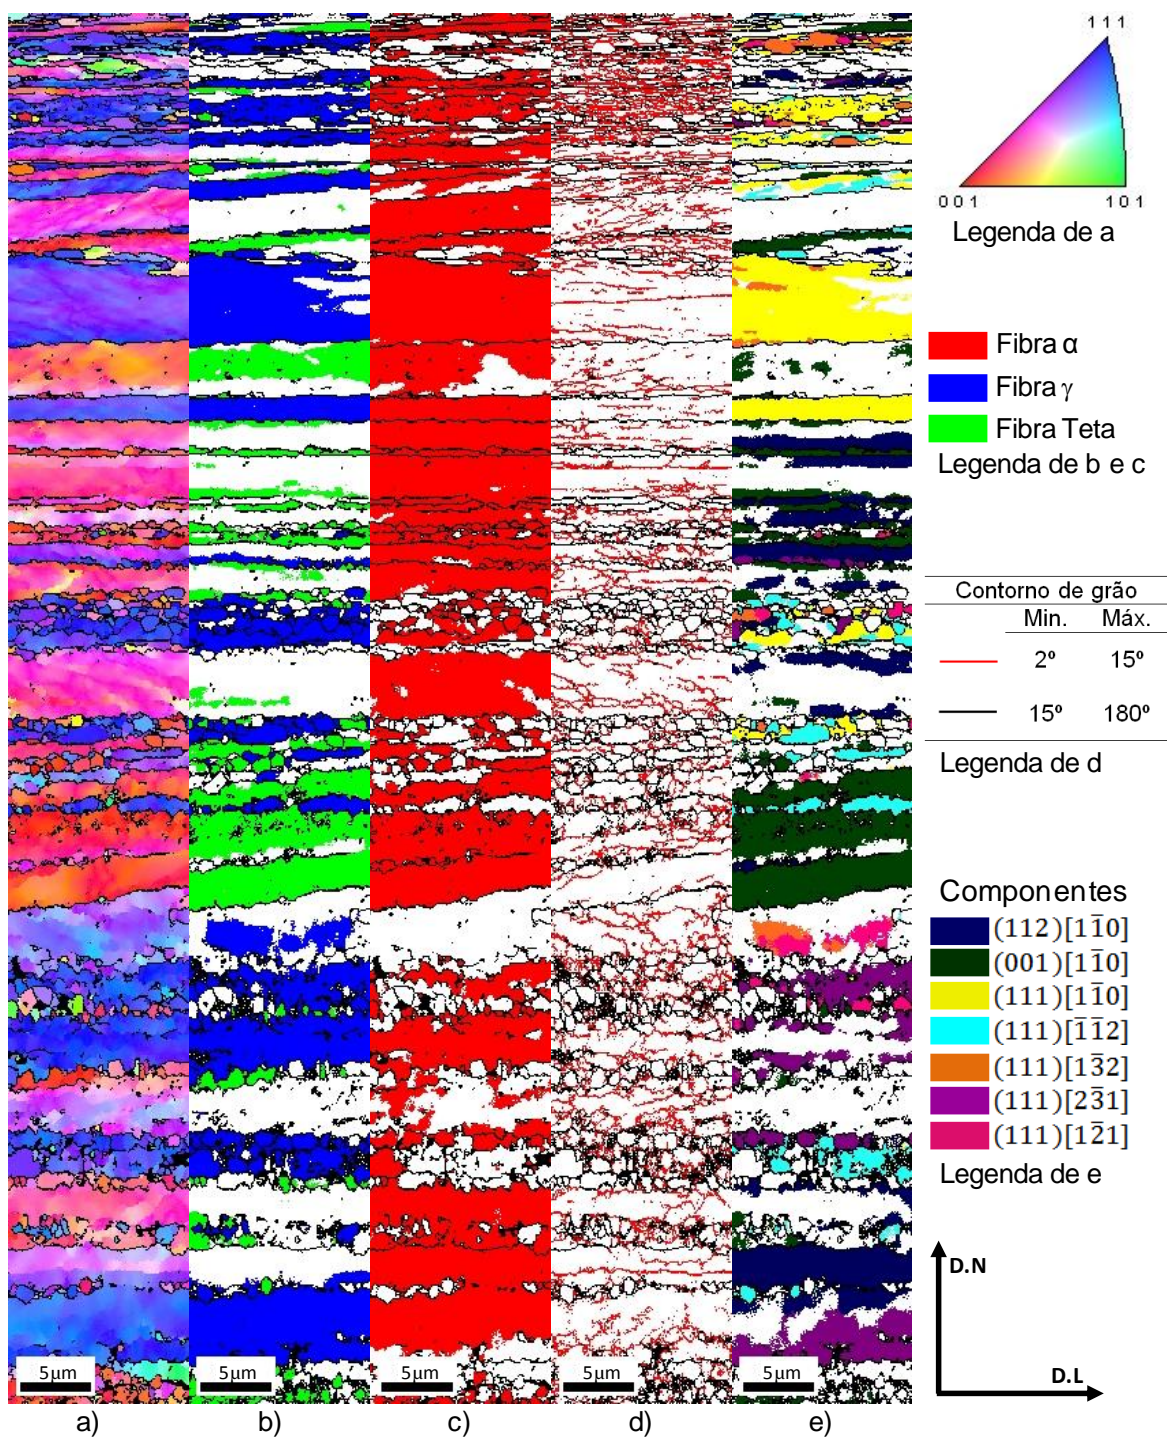 1 1 1
0 0 1
1 0 1
Legenda de a
Fibra α
Fibra γ
Fibra Teta
Legenda de b e c
Contorno de grão
Min. Máx.
2º 15º
15º 180º
Legenda de d
Componentes
(112)[11̄0]
(001)[11̄0]
(111)[11̄0]
(111)[1̄1̄2]
(111)[13̄2]
(111)[23̄1]
(111)[12̄1]
Legenda de e
D.N
D.L
5µm 5µm 5µm 5µm 5µm
a) b) c) d) e)